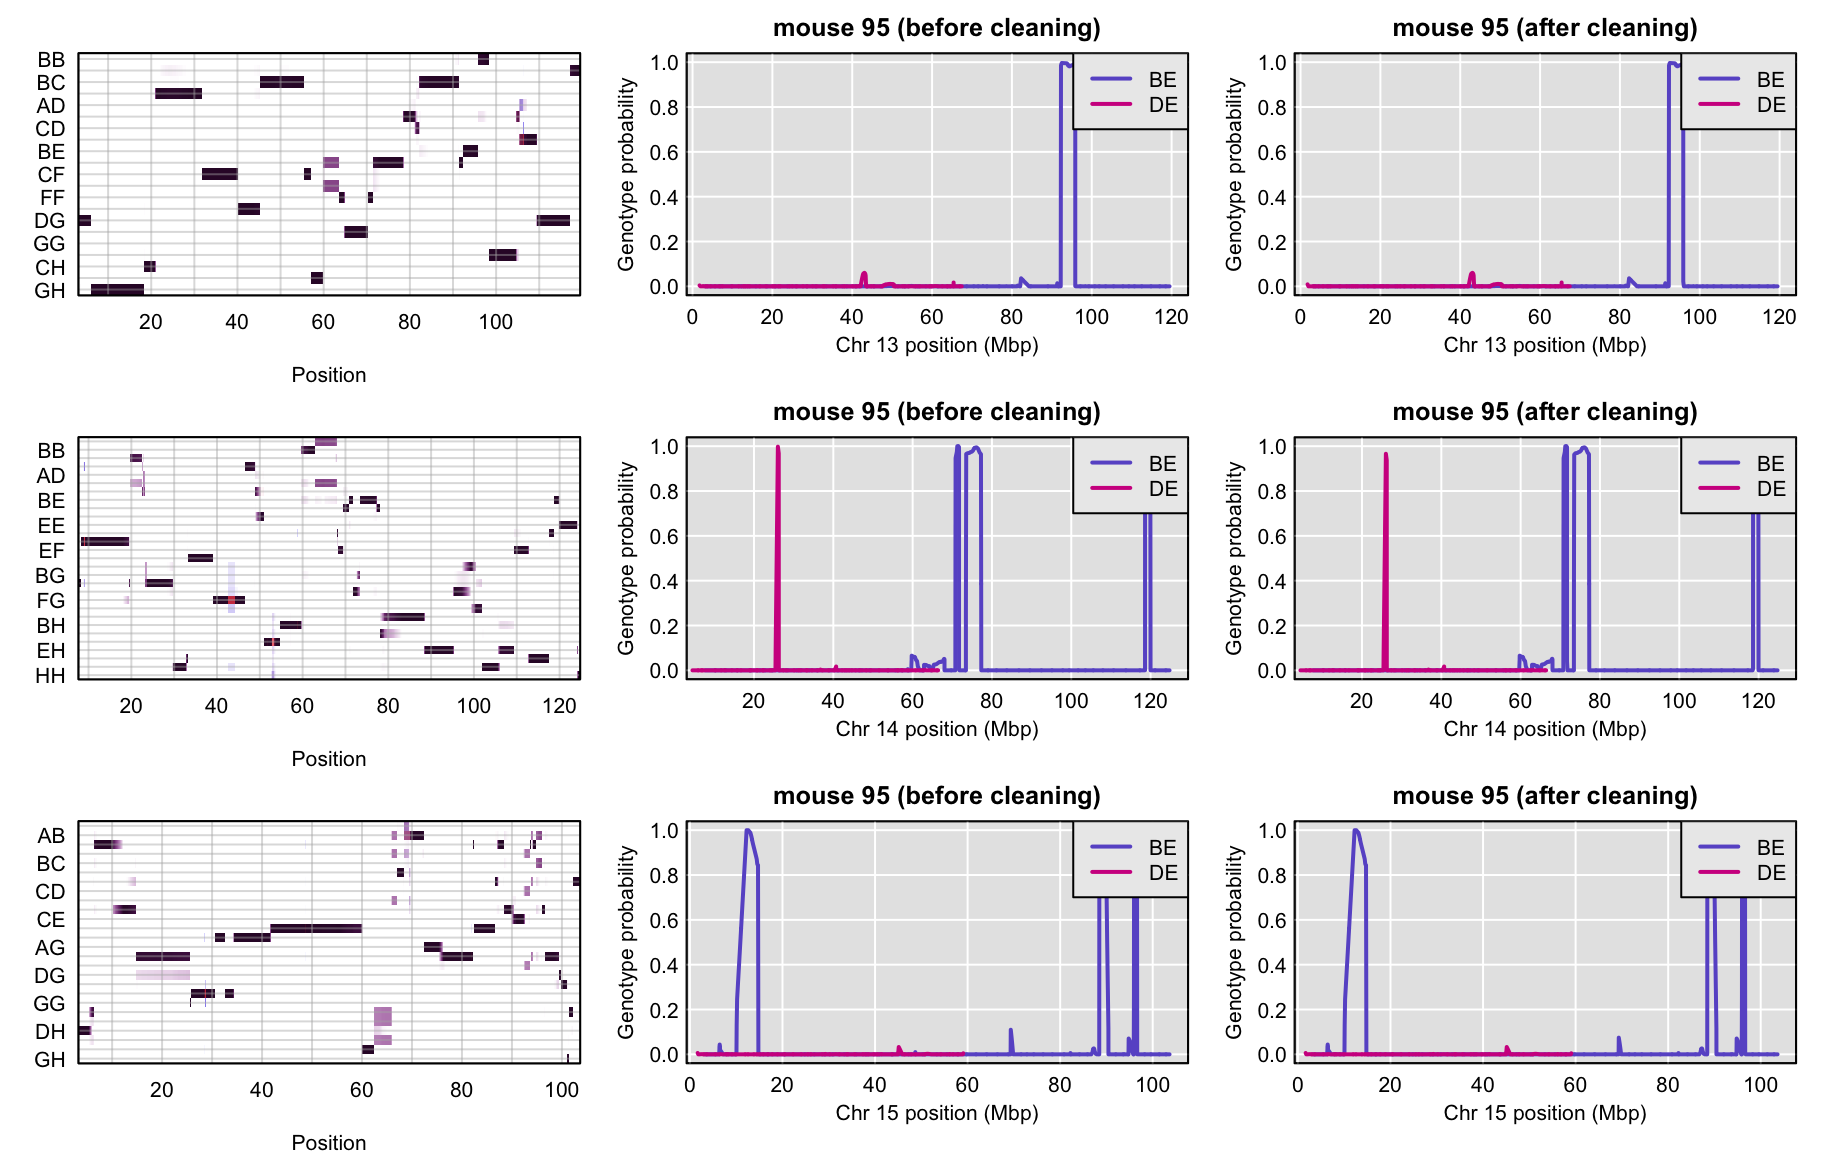 mouse 95 (before cleaning)
mouse 95 (after cleaning)
BB
BC
AD
CD
BE
CF
FF
DG
GG
CH
GH
20 40 60 80 100
Position
Genotype probability
1.0
0.8
0.6
0.4
0.2
0.0
BE
DE
0 20 40 60 80 100 120
Chr 13 position (Mbp)
Genotype probability
1.0
0.8
0.6
0.4
0.2
0.0
BE
DE
0 20 40 60 80 100 120
Chr 13 position (Mbp)
mouse 95 (before cleaning)
mouse 95 (after cleaning)
BB
AD
BE
EE
EF
BG
FG
BH
EH
HH
20 40 60 80 100 120
Position
Genotype probability
1.0
0.8
0.6
0.4
0.2
0.0
BE
DE
20 40 60 80 100 120
Chr 14 position (Mbp)
Genotype probability
1.0
0.8
0.6
0.4
0.2
0.0
BE
DE
20 40 60 80 100 120
Chr 14 position (Mbp)
mouse 95 (before cleaning)
mouse 95 (after cleaning)
AB
BC
CD
CE
AG
DG
GG
DH
GH
20 40 60 80 100
Position
Genotype probability
1.0
0.8
0.6
0.4
0.2
0.0
BE
DE
0 20 40 60 80 100
Chr 15 position (Mbp)
Genotype probability
1.0
0.8
0.6
0.4
0.2
0.0
BE
DE
0 20 40 60 80 100
Chr 15 position (Mbp)